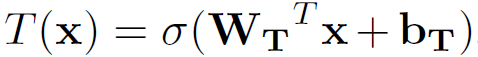 T(x) = σ(W_T^T x + b_T).